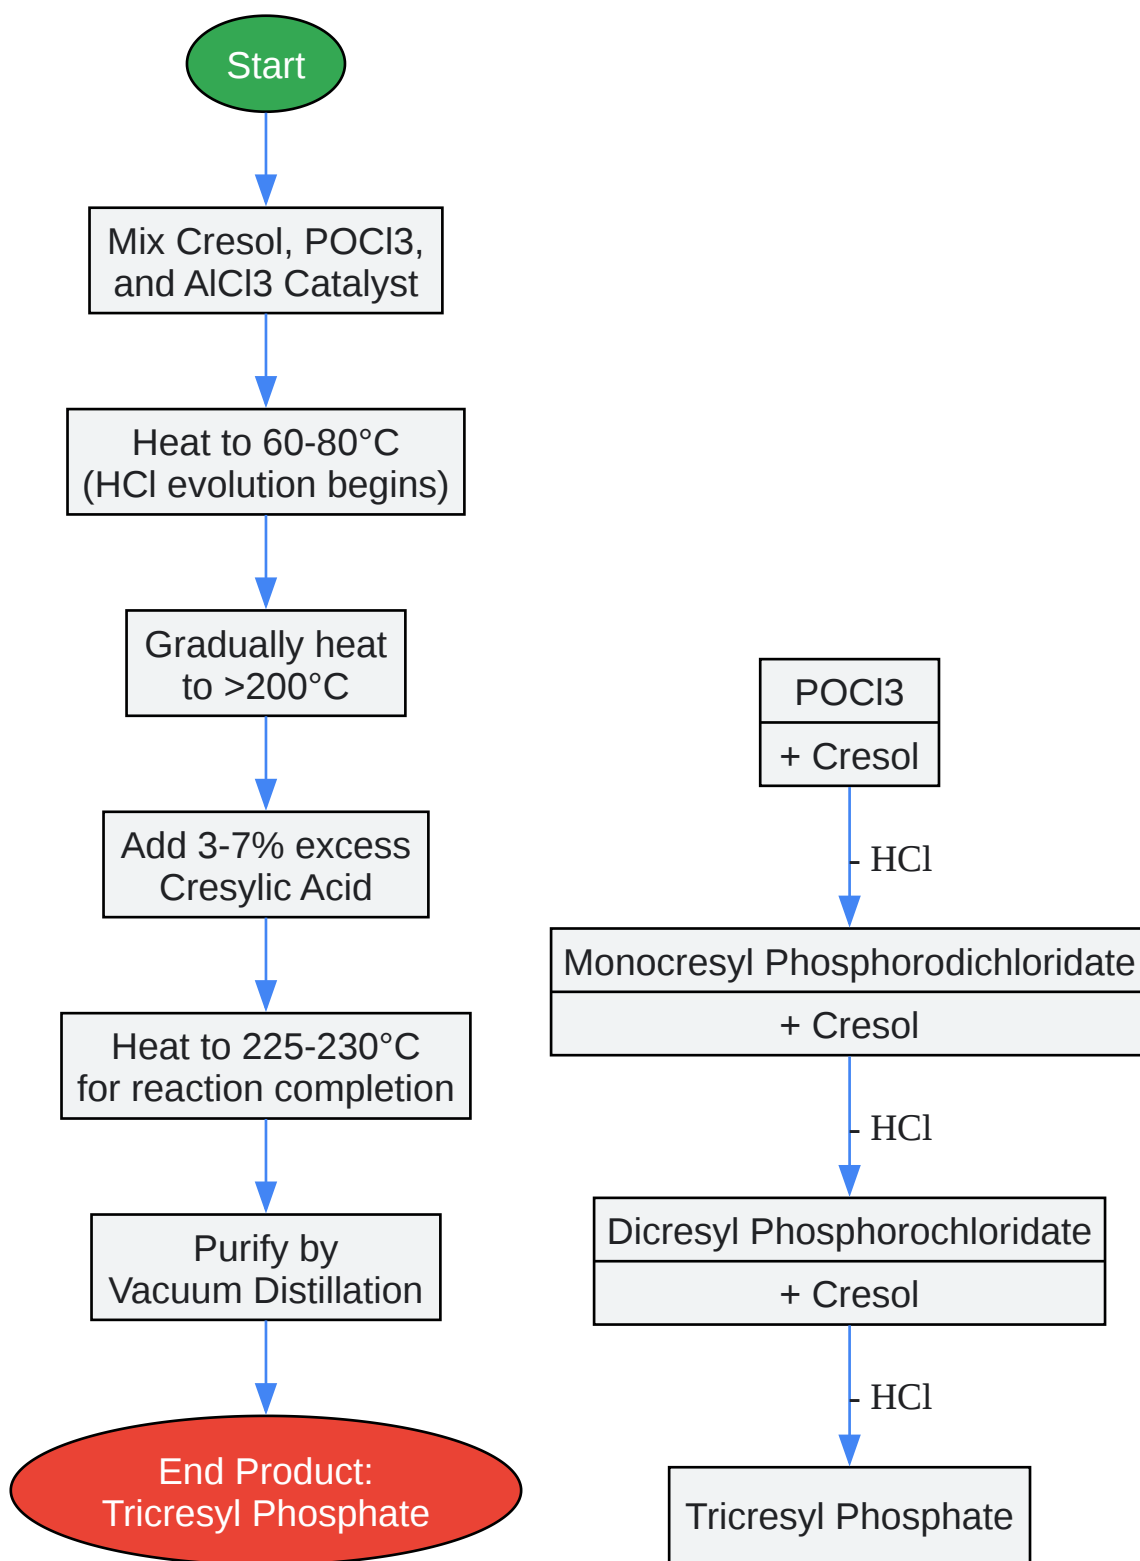 Start
Mix Cresol, POCl3,
and AlCl3 Catalyst
Heat to 60-80°C
(HCl evolution begins)
Gradually heat
to >200°C
Add 3-7% excess
Cresylic Acid
Heat to 225-230°C
for reaction completion
Purify by
Vacuum Distillation
End Product:
Tricresyl Phosphate
POCl3
+ Cresol
- HCl
Monocresyl Phosphorodichloridate
+ Cresol
- HCl
Dicresyl Phosphorochloridate
+ Cresol
- HCl
Tricresyl Phosphate